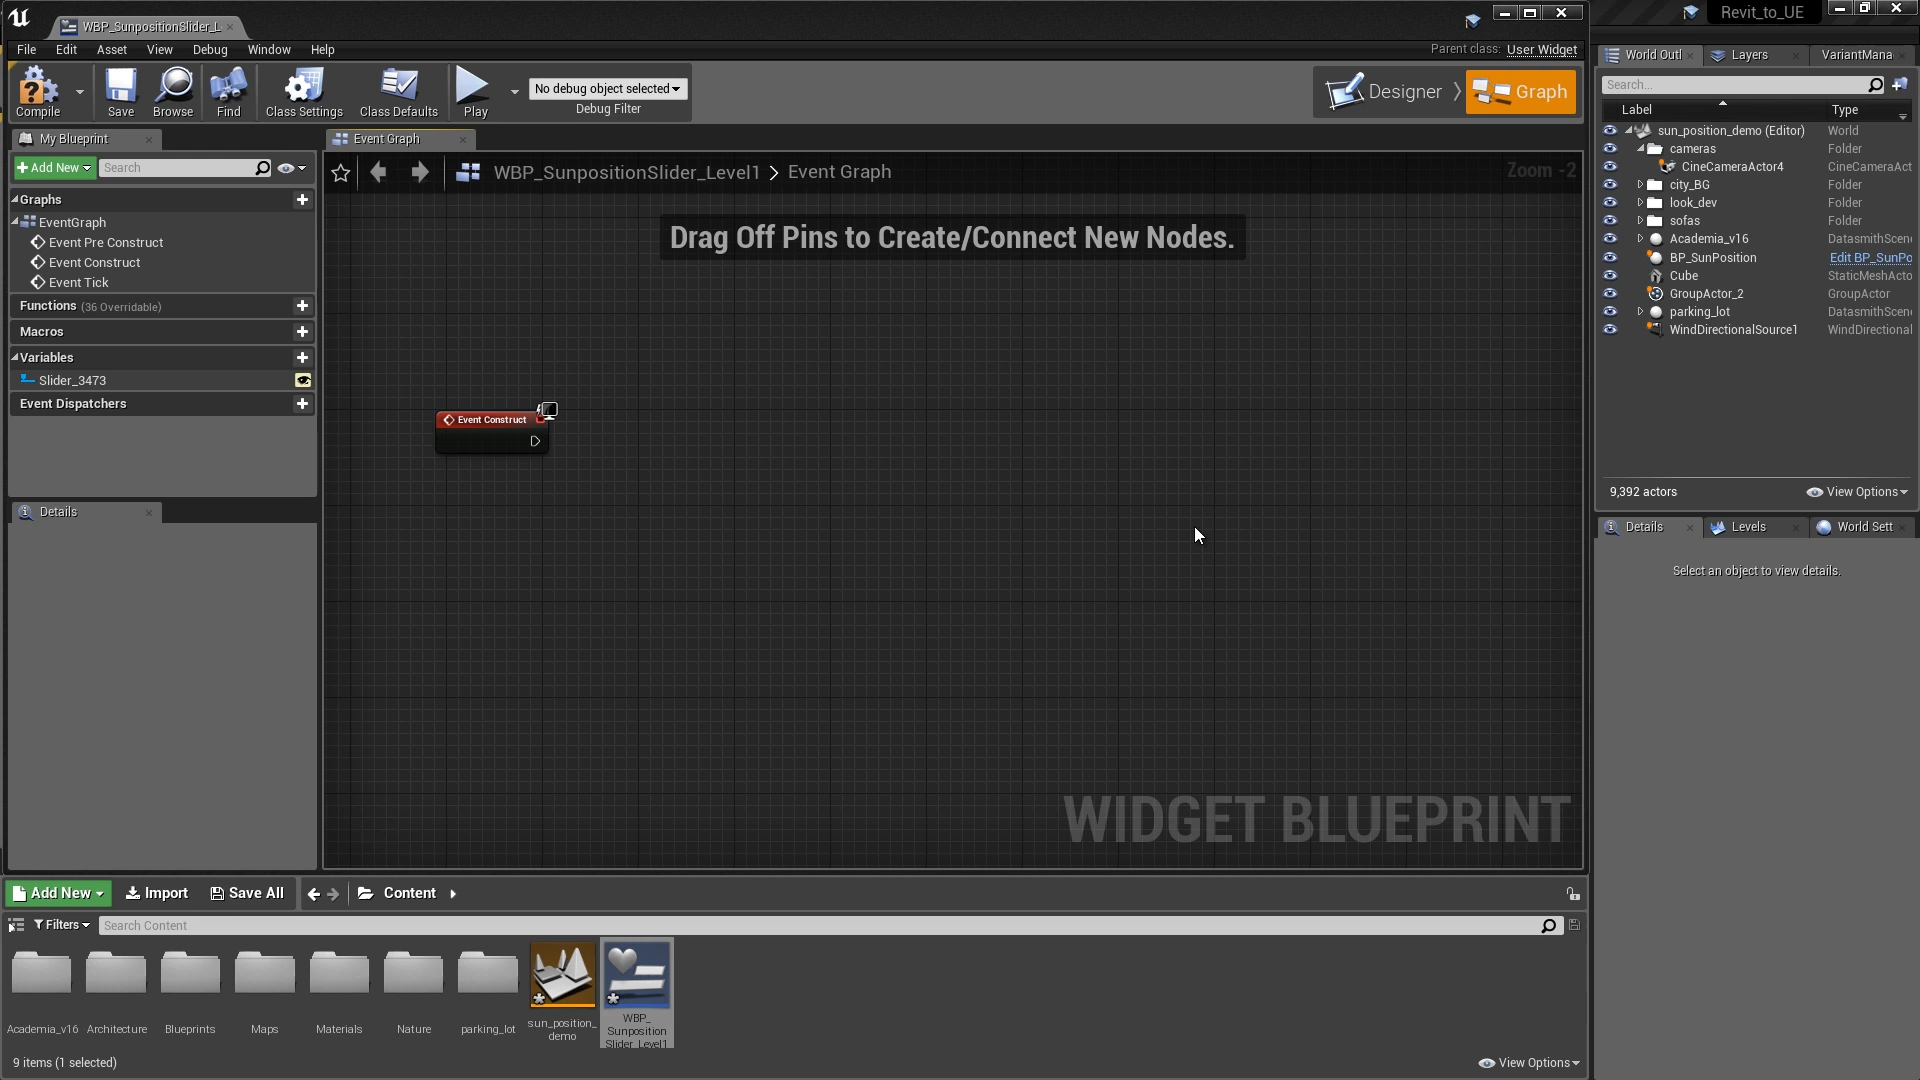 WBP_SunpositionSlider_L
Revit_to_UE
File Edit Asset View Debug Window Help
Parent class: User Widget
Compile
Save
Browse
Find
Class Settings
Class Defaults
Play
No debug object selected
Debug Filter
Designer
Graph
My Blueprint
Add New
Search
Graphs
EventGraph
Event Pre Construct
Event Construct
Event Tick
Functions (36 Overridable)
Macros
Variables
Slider_3473
Event Dispatchers
Details
Event Graph
WBP_SunpositionSlider_Level1 > Event Graph
Zoom -2
Drag Off Pins to Create/Connect New Nodes.
Event Construct
WIDGET BLUEPRINT
World Outl
Layers
VariantMana
Search...
Label Type
sun_position_demo (Editor) World
cameras Folder
CineCameraActor4 CineCameraAct
city_BG Folder
look_dev Folder
sofas Folder
Academia_v16 DatasmithScen
BP_SunPosition Edit BP_SunPo
Cube StaticMeshActo
GroupActor_2 GroupActor
parking_lot DatasmithScen
WindDirectionalSource1 WindDirectional
9,392 actors
View Options
Details
Levels
World Sett
Select an object to view details.
Add New
Import
Save All
Content
Filters
Search Content
Academia_v16
Architecture
Blueprints
Maps
Materials
Nature
parking_lot
sun_position_
demo
WBP_
Sunposition
Slider_Level1
9 items (1 selected)
View Options